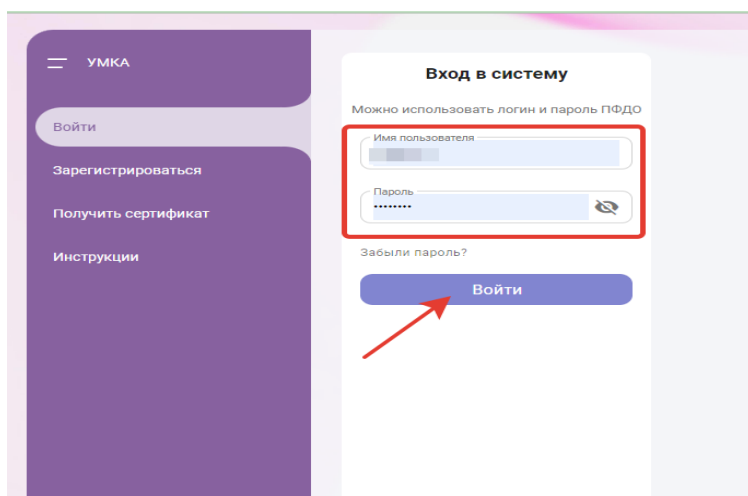 УМКА
Войти
Зарегистрироваться
Получить сертификат
Инструкции
Вход в систему
Можно использовать логин и пароль ПФДО
Имя пользователя
Пароль
••••••••
Забыли пароль?
Войти